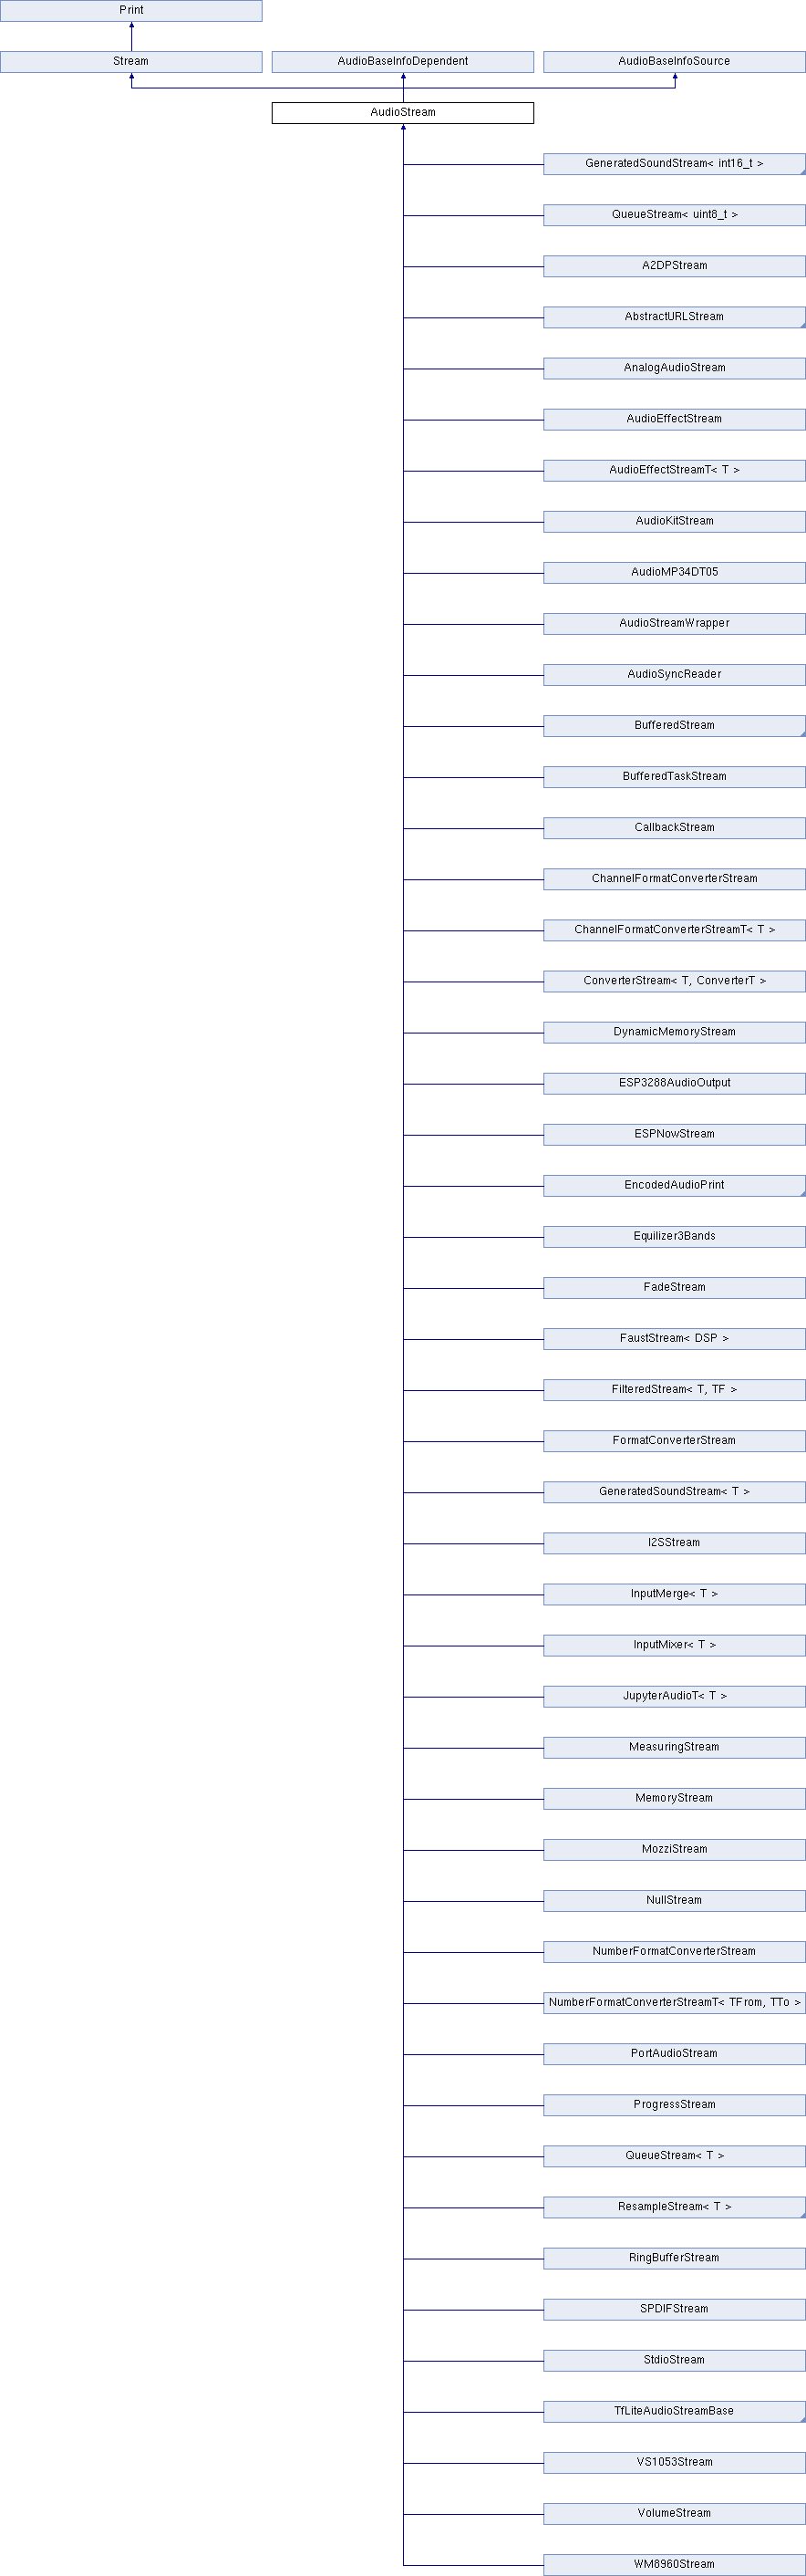 Print
Stream
AudioBaseInfoDependent
AudioBaseInfoSource
AudioStream
GeneratedSoundStream< int16_t >
QueueStream< uint8_t >
A2DPStream
AbstractURLStream
AnalogAudioStream
AudioEffectStream
AudioEffectStreamT< T >
AudioKitStream
AudioMP34DT05
AudioStreamWrapper
AudioSyncReader
BufferedStream
BufferedTaskStream
CallbackStream
ChannelFormatConverterStream
ChannelFormatConverterStreamT< T >
ConverterStream< T, ConverterT >
DynamicMemoryStream
ESP3288AudioOutput
ESPNowStream
EncodedAudioPrint
Equilizer3Bands
FadeStream
FaustStream< DSP >
FilteredStream< T, TF >
FormatConverterStream
GeneratedSoundStream< T >
I2SStream
InputMerge< T >
InputMixer< T >
JupyterAudioT< T >
MeasuringStream
MemoryStream
MozziStream
NullStream
NumberFormatConverterStream
NumberFormatConverterStreamT< TFrom, TTo >
PortAudioStream
ProgressStream
QueueStream< T >
ResampleStream< T >
RingBufferStream
SPDIFStream
StdioStream
TfLiteAudioStreamBase
VS1053Stream
VolumeStream
WM8960Stream